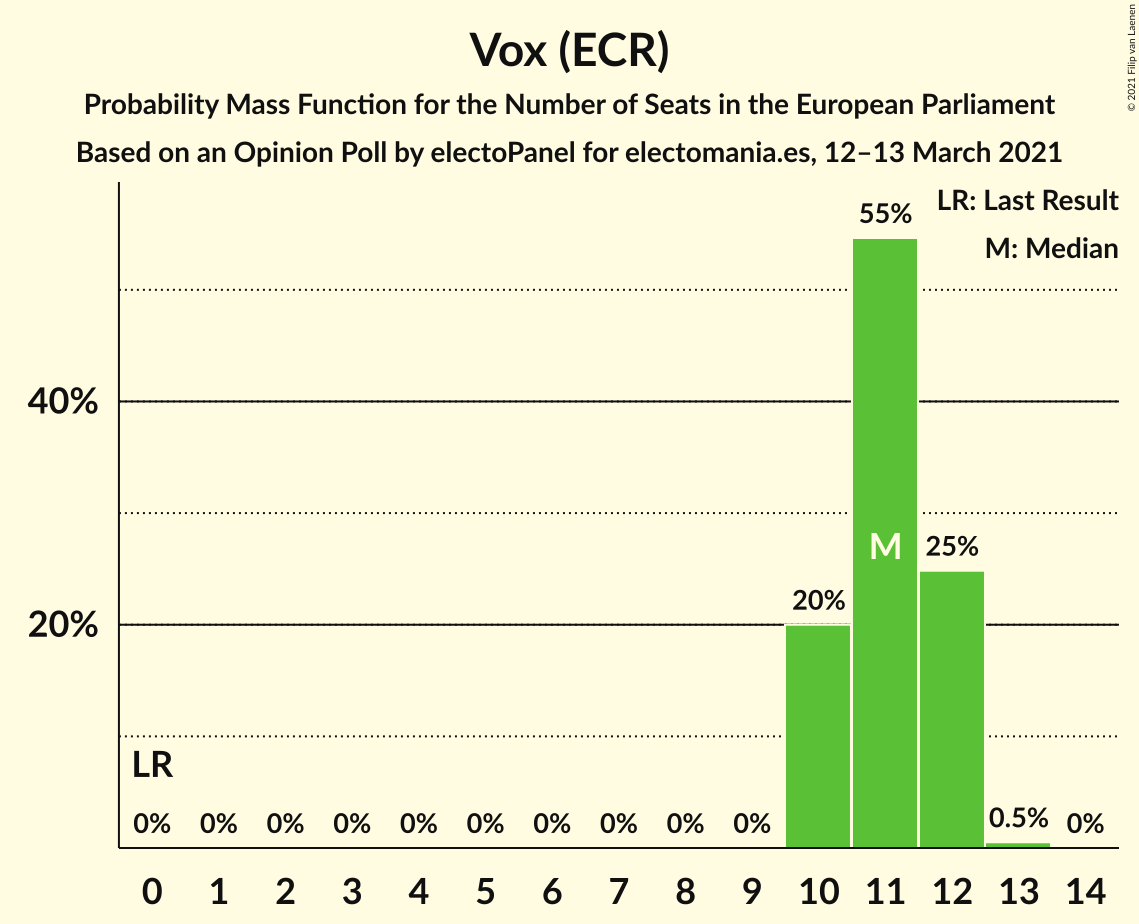 Vox (ECR)
Probability Mass Function for the Number of Seats in the European Parliament
Based on an Opinion Poll by electoPanel for electomania.es, 12–13 March 2021
© 2021 Filip van Laenen
LR: Last Result
M: Median
55%
40%
M
25%
20%
20%
LR
0% 0% 0% 0% 0% 0% 0% 0% 0% 0% 0.5% 0%
0 1 2 3 4 5 6 7 8 9 10 11 12 13 14